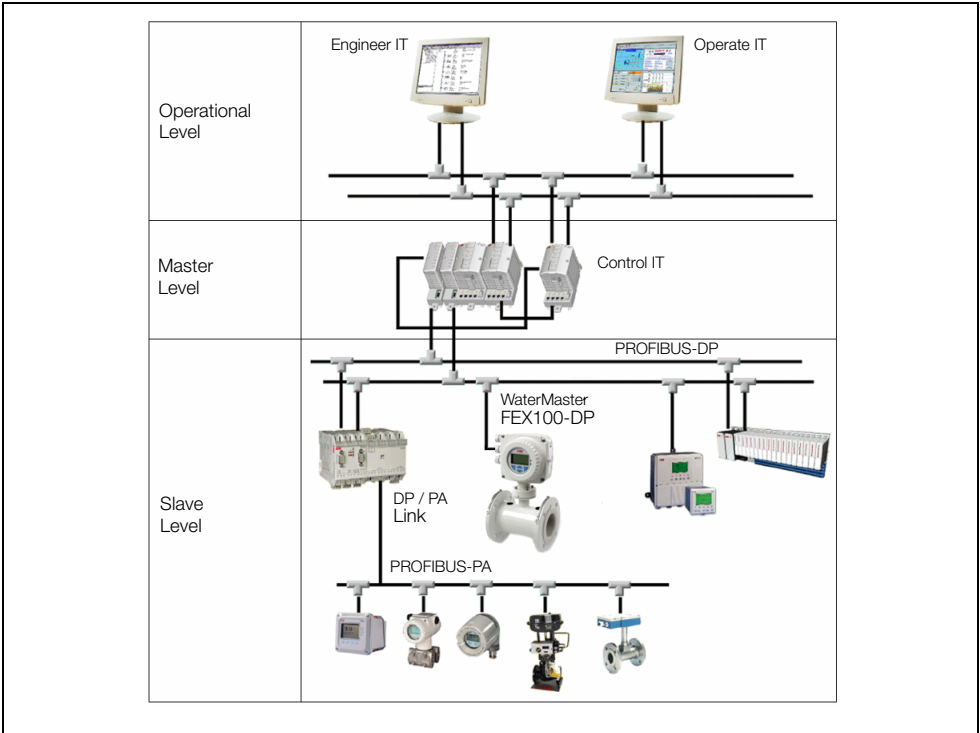 Engineer IT
Operate IT
Operational
Level
Master
Level
Control IT
PROFIBUS-DP
WaterMaster
FEX100-DP
Slave
Level
DP / PA
Link
PROFIBUS-PA